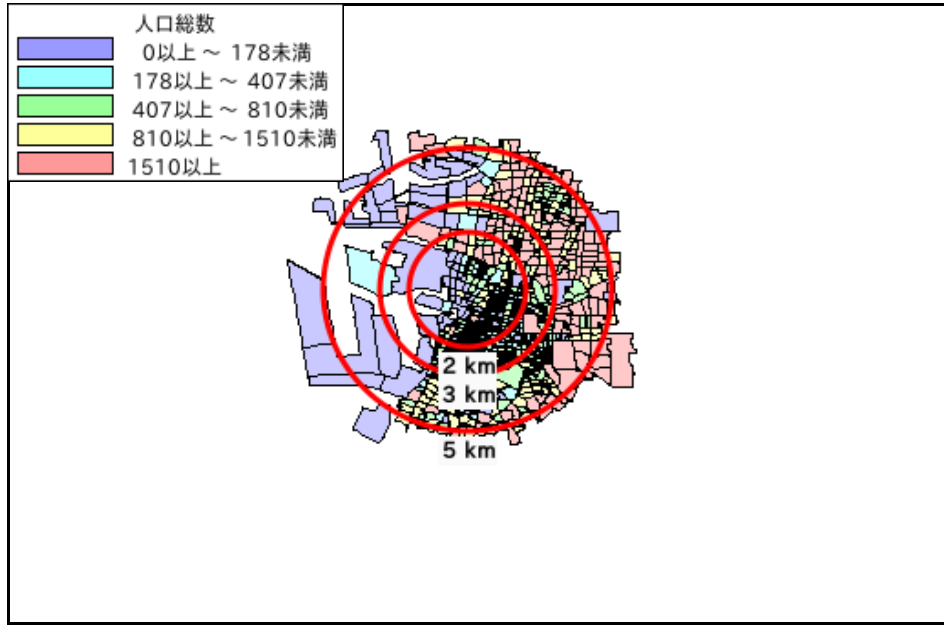 人口総数
0以上 ～ 178未満
178以上 ～ 407未満
407以上 ～ 810未満
810以上 ～1510未満
1510以上
2 km
3 km
5 km